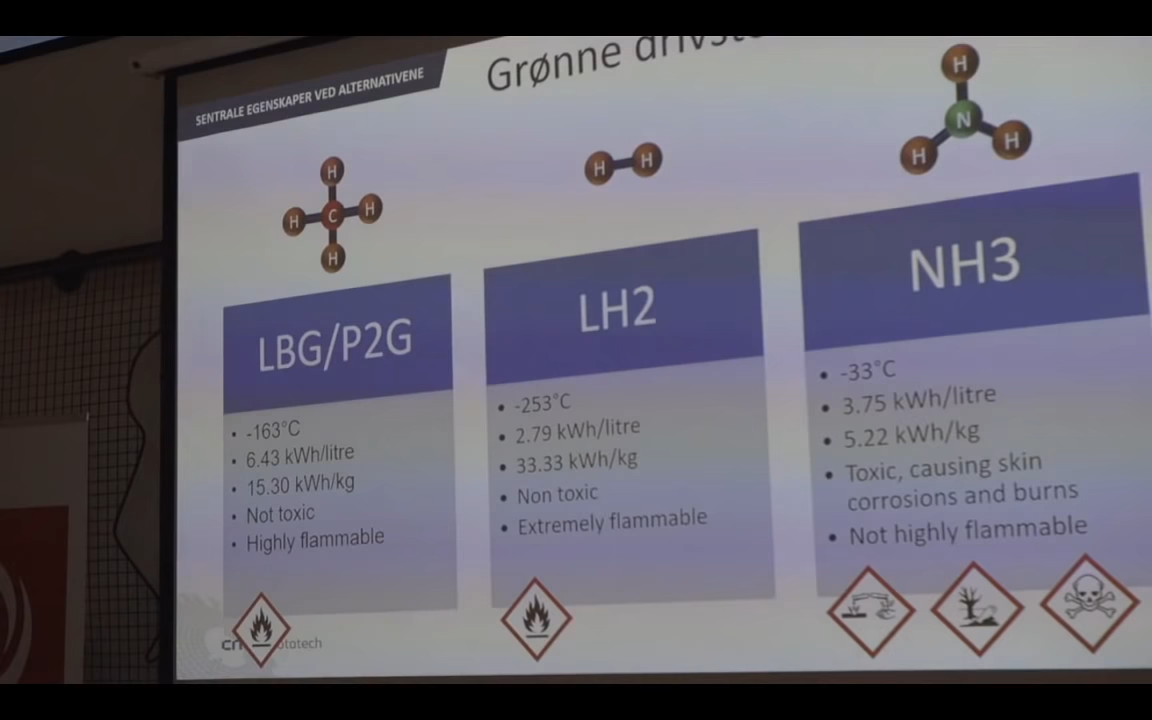 SENTRALE EGENSKAPER VED ALTERNATIVENE
Grønne
H
H C H
H
H H
H
N
H H
LBG/P2G
-163°C
6.43 kWh/litre
15.30 kWh/kg
Not toxic
Highly flammable
LH2
-253°C
2.79 kWh/litre
33.33 kWh/kg
Non toxic
Extremely flammable
NH3
-33°C
3.75 kWh/litre
5.22 kWh/kg
Toxic, causing skin
corrosions and burns
Not highly flammable